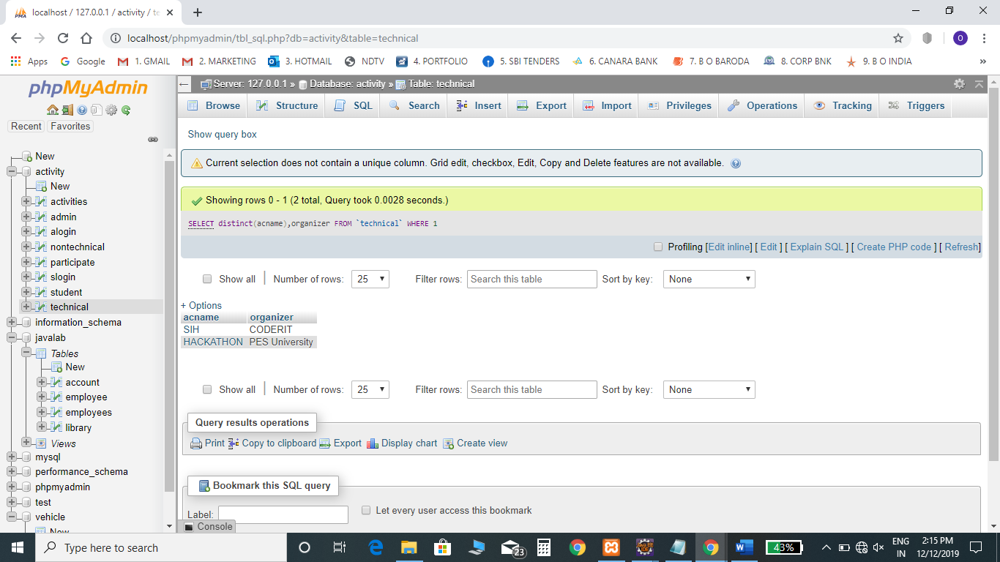 localhost / 127.0.0.1 / activity / te
localhost/phpmyadmin/tbl_sql.php?db=activity&table=technical
Apps Google 1. GMAIL 2. MARKETING 3. HOTMAIL NDTV 4. PORTFOLIO 5. SBI TENDERS 6. CANARA BANK 7. B O BARODA 8. CORP BNK 9. B O INDIA »
phpMyAdmin
Recent Favorites
New
activity
New
activities
admin
alogin
nontechnical
participate
slogin
student
technical
information_schema
javalab
Tables
New
account
employee
employees
library
Views
mysql
performance_schema
phpmyadmin
test
vehicle
New
Server: 127.0.0.1 » Database: activity » Table: technical
Browse Structure SQL Search Insert Export Import Privileges Operations Tracking Triggers
Show query box
Current selection does not contain a unique column. Grid edit, checkbox, Edit, Copy and Delete features are not available.
Showing rows 0 - 1 (2 total, Query took 0.0028 seconds.)
SELECT distinct(acname),organizer FROM `technical` WHERE 1
Profiling [Edit inline] [ Edit ] [ Explain SQL ] [ Create PHP code ] [ Refresh]
Show all | Number of rows: 25 Filter rows: Search this table Sort by key: None
+ Options
acname organizer
SIH CODERIT
HACKATHON PES University
Show all | Number of rows: 25 Filter rows: Search this table Sort by key: None
Query results operations
Print Copy to clipboard Export Display chart Create view
Bookmark this SQL query
Label: Let every user access this bookmark
Console
Type here to search
23
43%
ENG
IN
2:15 PM
12/12/2019